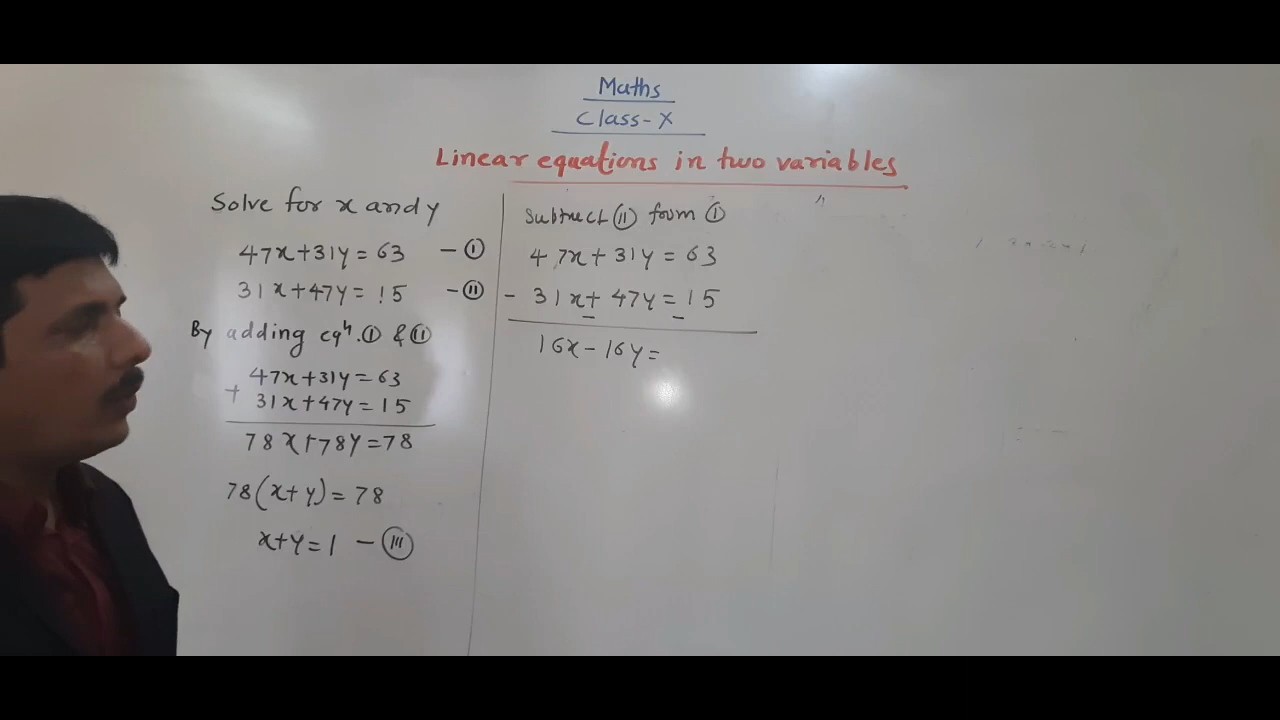 Maths
Class-X
Linear equations in two variables
Solve for x and y
47x+31y=63 -Ⓘ
31x+47y=15 -Ⓘⓘ
By adding eqⁿ.Ⓘ & Ⓘⓘ
47x+31y=63
+ 31x+47y=15
78x+78y=78
78(x+y)=78
x+y=1 -Ⓘⓘⓘ
Subtract Ⓘⓘ from Ⓘ
47x+31y=63
- 31x+47y=15
- -
16x-16y=